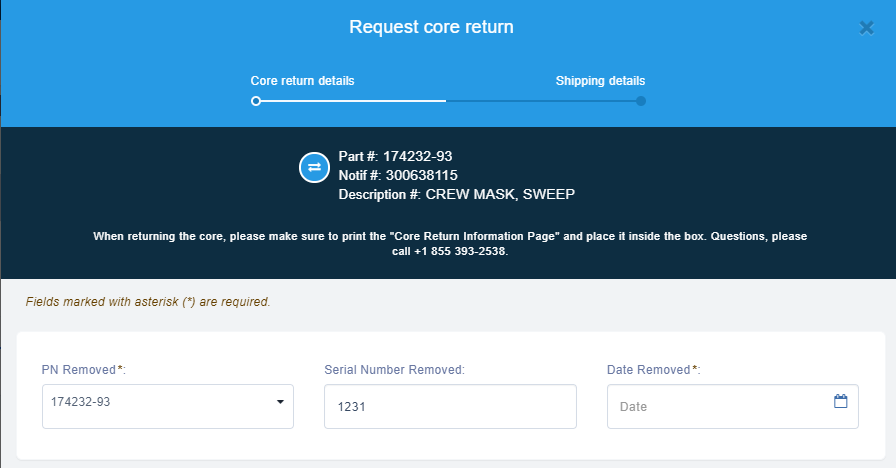 Request core return
Core return details
Shipping details
Part #: 174232-93
Notif #: 300638115
Description #: CREW MASK, SWEEP
When returning the core, please make sure to print the "Core Return Information Page" and place it inside the box. Questions, please
call +1 855 393-2538.
Fields marked with asterisk (*) are required.
PN Removed*:
Serial Number Removed:
Date Removed*:
174232-93
1231
Date